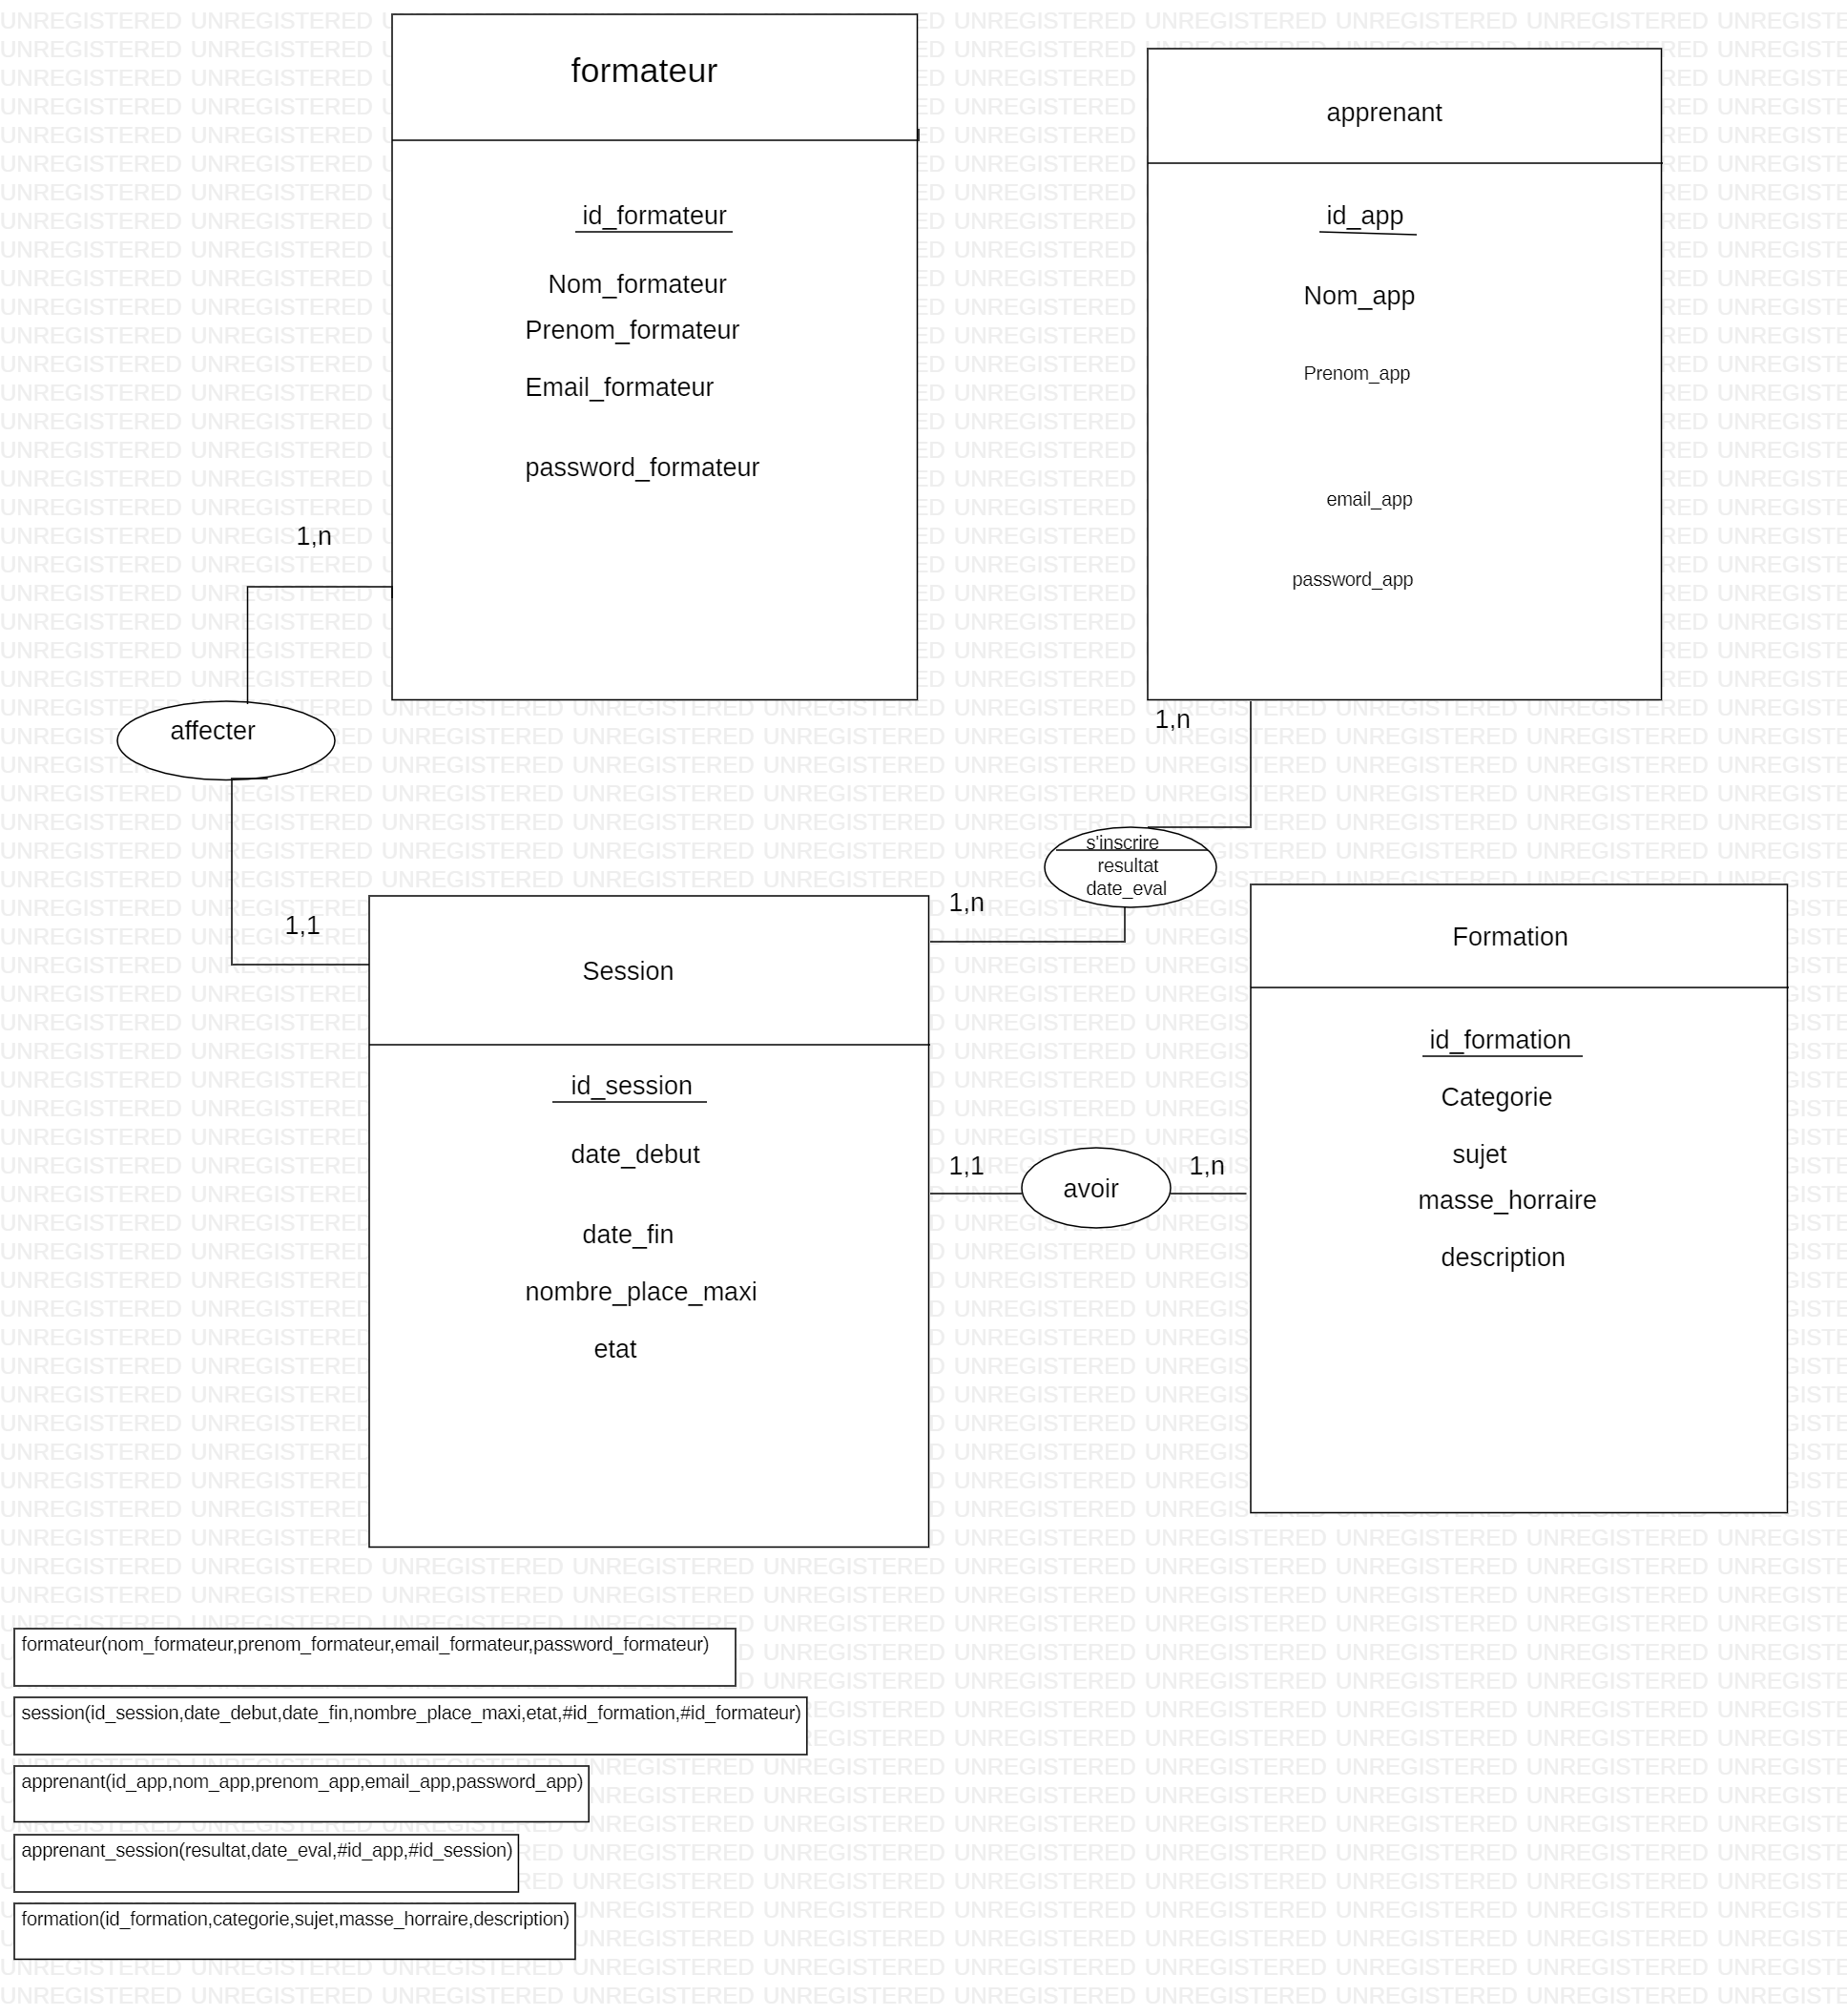 formateur
id_formateur
Nom_formateur
Prenom_formateur
Email_formateur
password_formateur
apprenant
id_app
Nom_app
Prenom_app
email_app
password_app
1,n
affecter
1,1
1,n
s'inscrire
resultat
date_eval
1,n
Session
id_session
date_debut
date_fin
nombre_place_maxi
etat
1,1
avoir
1,n
Formation
id_formation
Categorie
sujet
masse_horraire
description
formateur(nom_formateur,prenom_formateur,email_formateur,password_formateur)
session(id_session,date_debut,date_fin,nombre_place_maxi,etat,#id_formation,#id_formateur)
apprenant(id_app,nom_app,prenom_app,email_app,password_app)
apprenant_session(resultat,date_eval,#id_app,#id_session)
formation(id_formation,categorie,sujet,masse_horraire,description)
UNREGISTERED